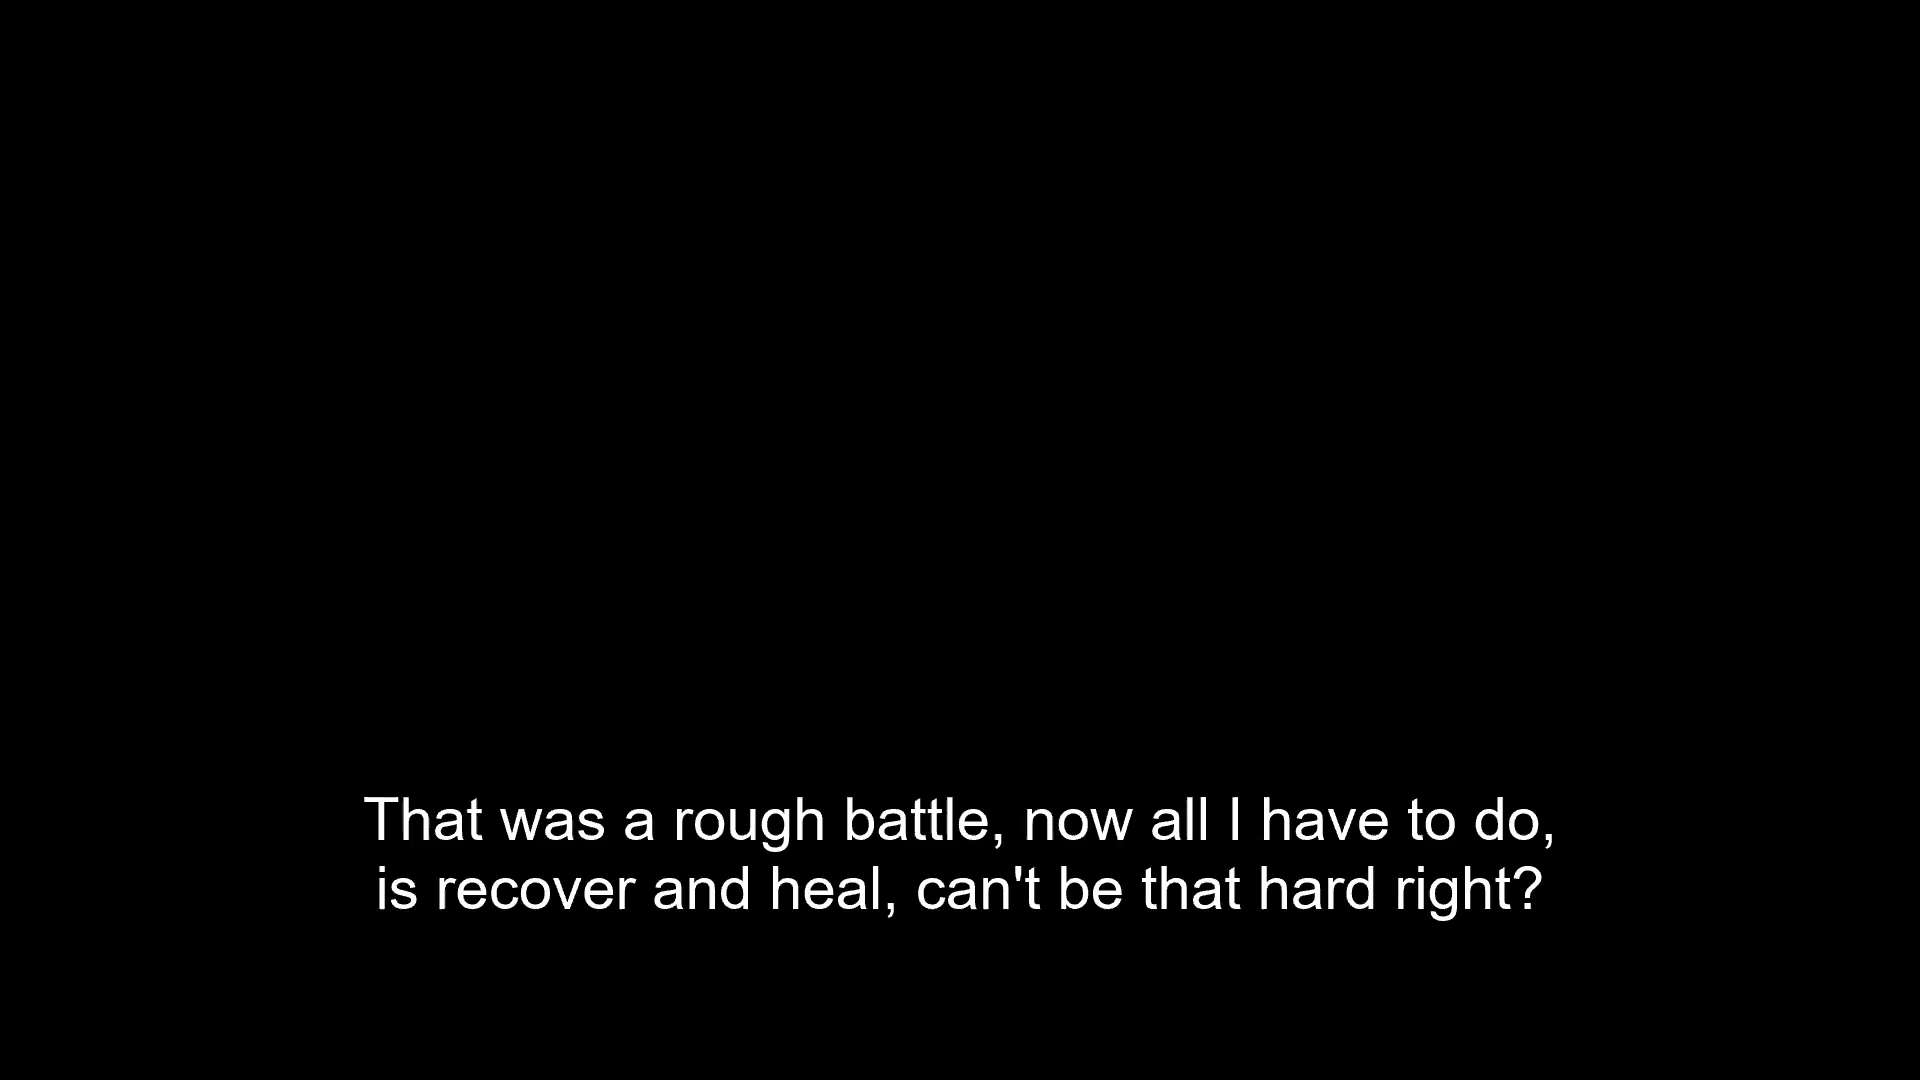 That was a rough battle, now all I have to do,
is recover and heal, can't be that hard right?